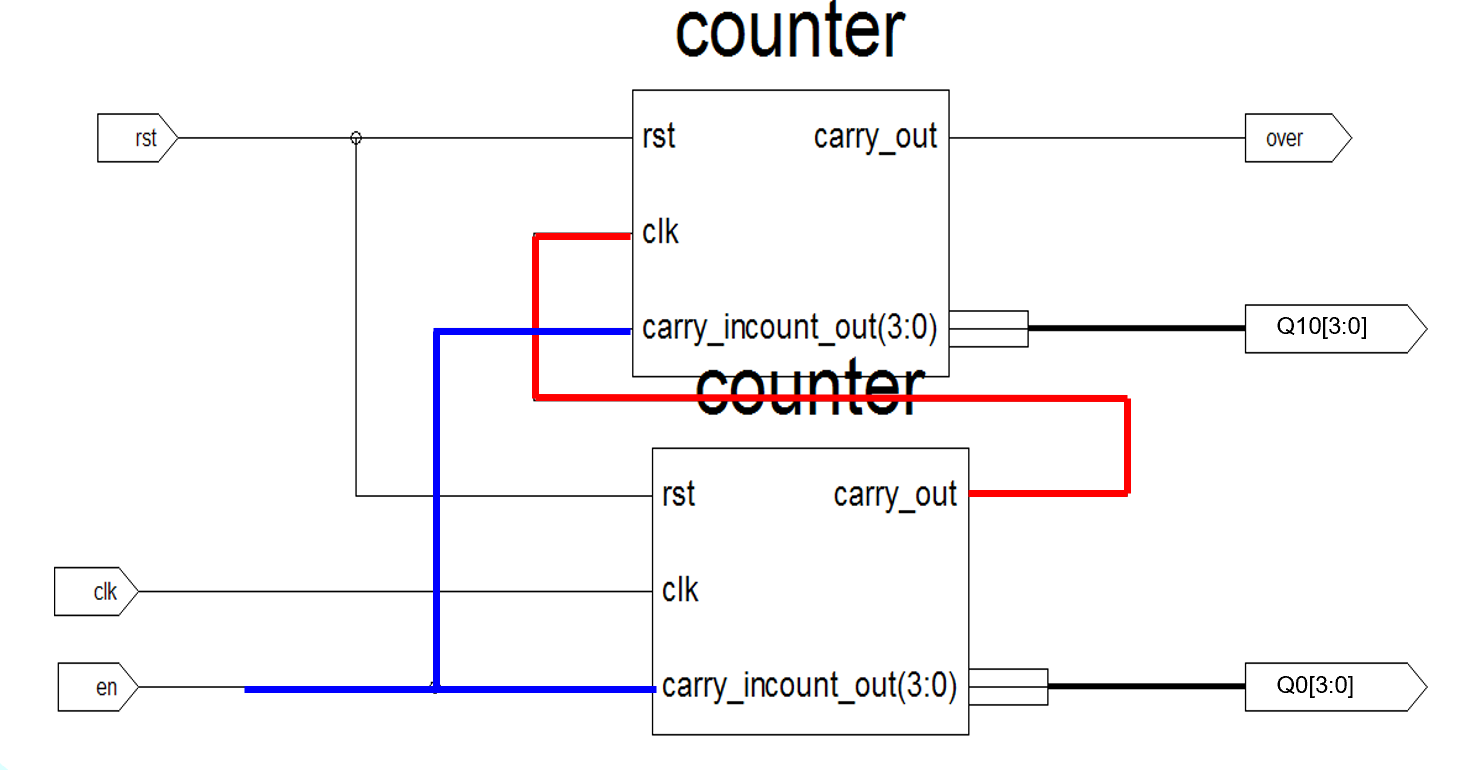 counter
rst rst carry_out over
clk
carry_incount_out(3:0) Q10[3:0]
counter
rst carry_out
clk clk
en carry_incount_out(3:0) Q0[3:0]